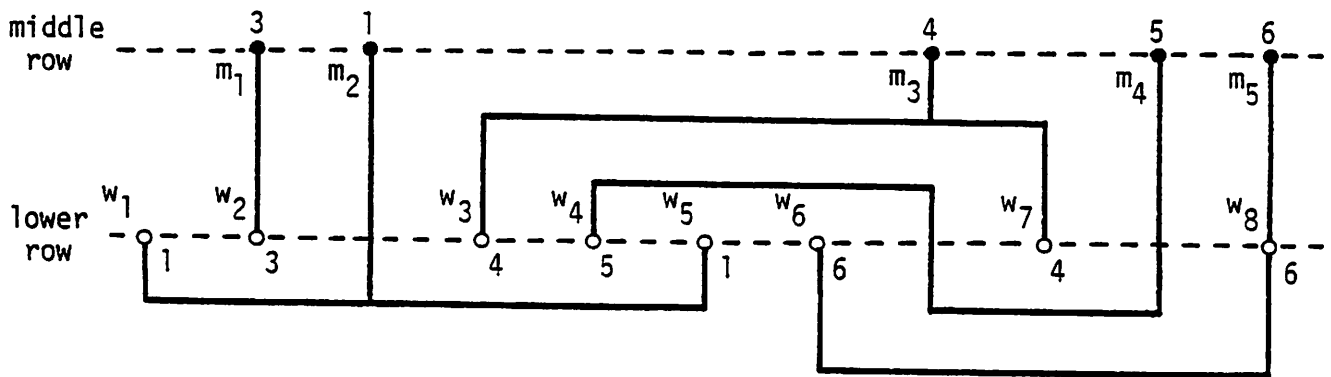 3 1 4 5 6
middle row
m1 m2 m3 m4 m5
w1 w2 w3 w4 w5 w6 w7 w8
lower row
1 3 4 5 1 6 4 6